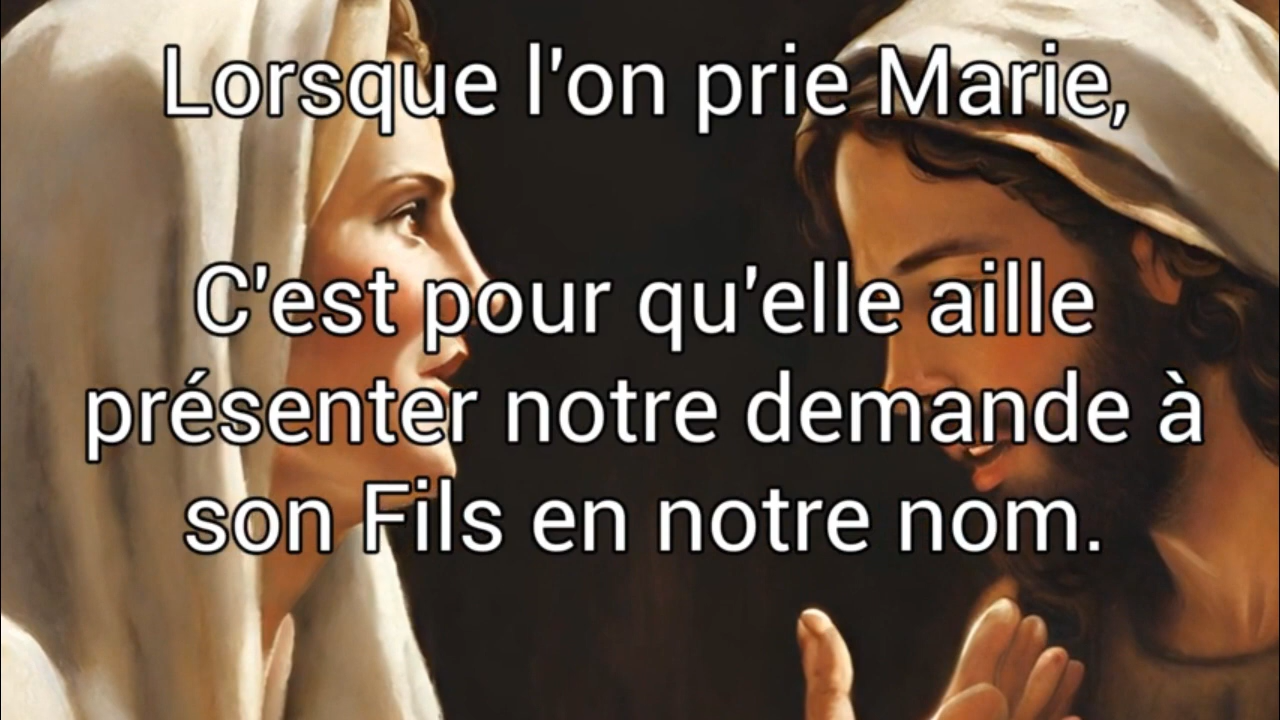 Lorsque l'on prie Marie,
C'est pour qu'elle aille
présenter notre demande à
son Fils en notre nom.